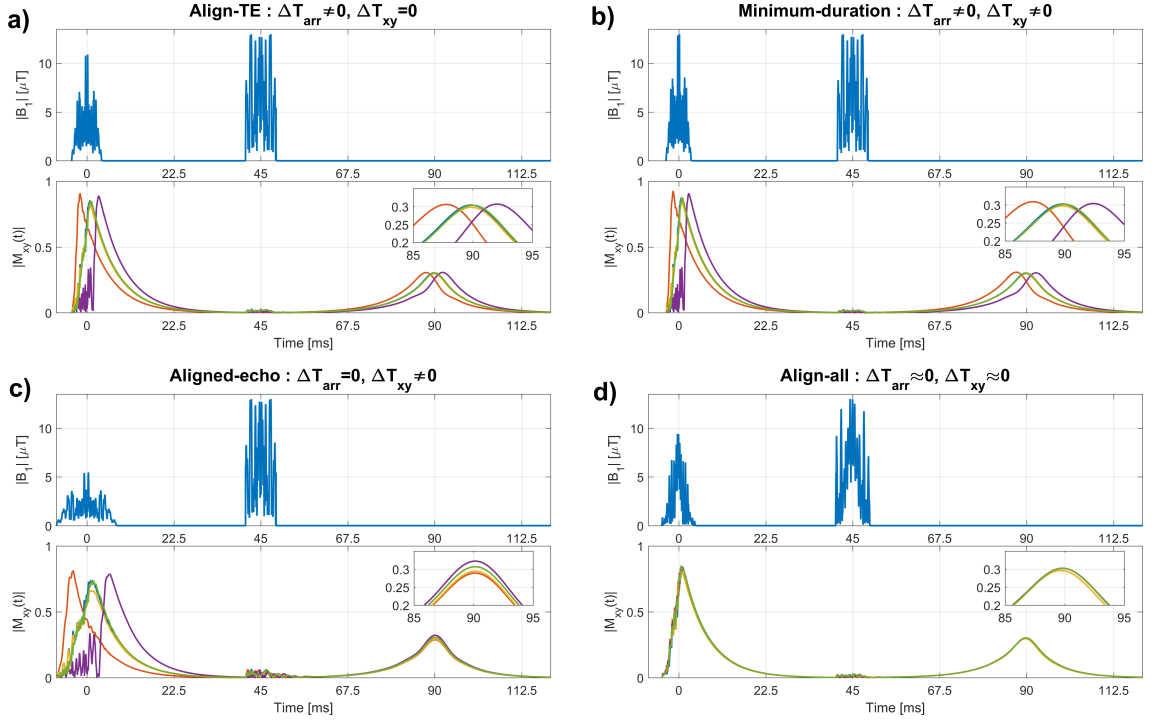 a)
Align-TE : ΔT_arr≠0, ΔT_xy=0
|B_1| [μT]
10
5
0
0 22.5 45 67.5 90 112.5
|M_xy(t)|
1
0.5
0
0.3
0.25
0.2
85 90 95
0 22.5 45 67.5 90 112.5
Time [ms]
b)
Minimum-duration : ΔT_arr≠0, ΔT_xy≠0
|B_1| [μT]
10
5
0
0 22.5 45 67.5 90 112.5
|M_xy(t)|
1
0.5
0
0.3
0.25
0.2
85 90 95
0 22.5 45 67.5 90 112.5
Time [ms]
c)
Aligned-echo : ΔT_arr=0, ΔT_xy≠0
|B_1| [μT]
10
5
0
0 22.5 45 67.5 90 112.5
|M_xy(t)|
1
0.5
0
0.3
0.25
0.2
85 90 95
0 22.5 45 67.5 90 112.5
Time [ms]
d)
Align-all : ΔT_arr≈0, ΔT_xy≈0
|B_1| [μT]
10
5
0
0 22.5 45 67.5 90 112.5
|M_xy(t)|
1
0.5
0
0.3
0.25
0.2
85 90 95
0 22.5 45 67.5 90 112.5
Time [ms]